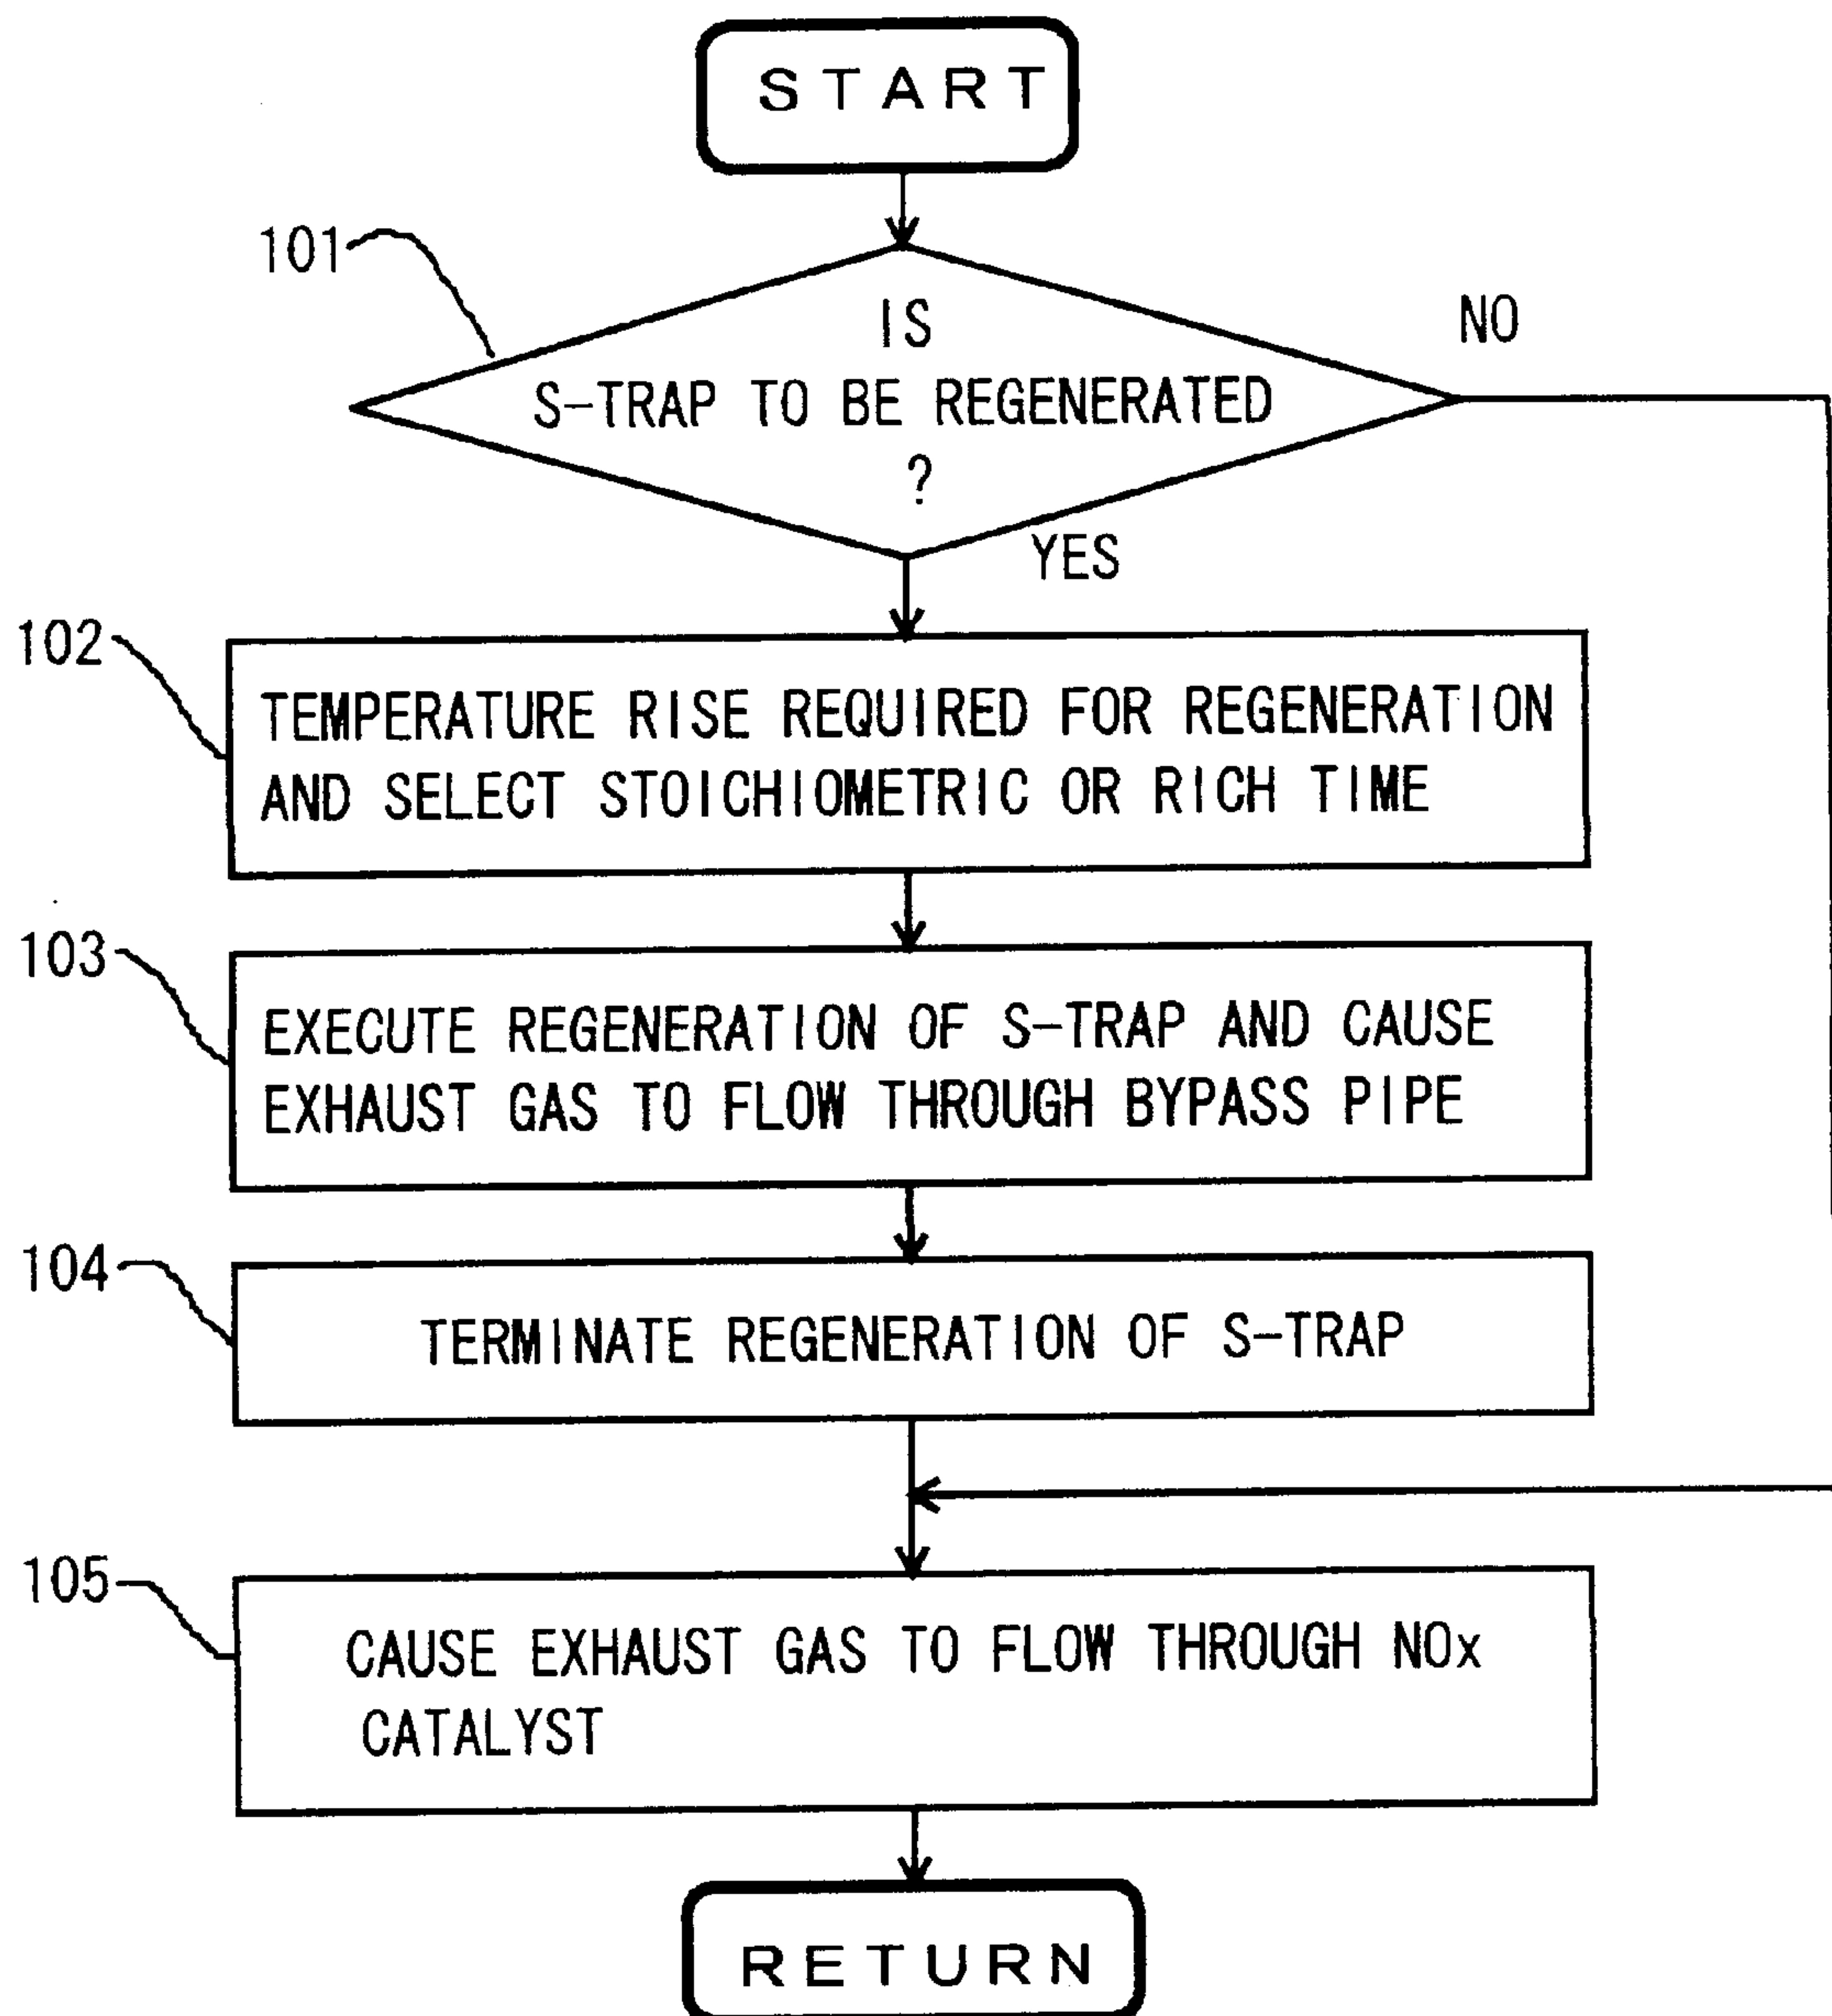 START
101
IS
NO
S-TRAP TO BE REGENERATED
?
YES
102
TEMPERATURE RISE REQUIRED FOR REGENERATION
AND SELECT STOICHIOMETRIC OR RICH TIME
103
EXECUTE REGENERATION OF S-TRAP AND CAUSE
EXHAUST GAS TO FLOW THROUGH BYPASS PIPE
104
TERMINATE REGENERATION OF S-TRAP
105
CAUSE EXHAUST GAS TO FLOW THROUGH NOx
CATALYST
RETURN